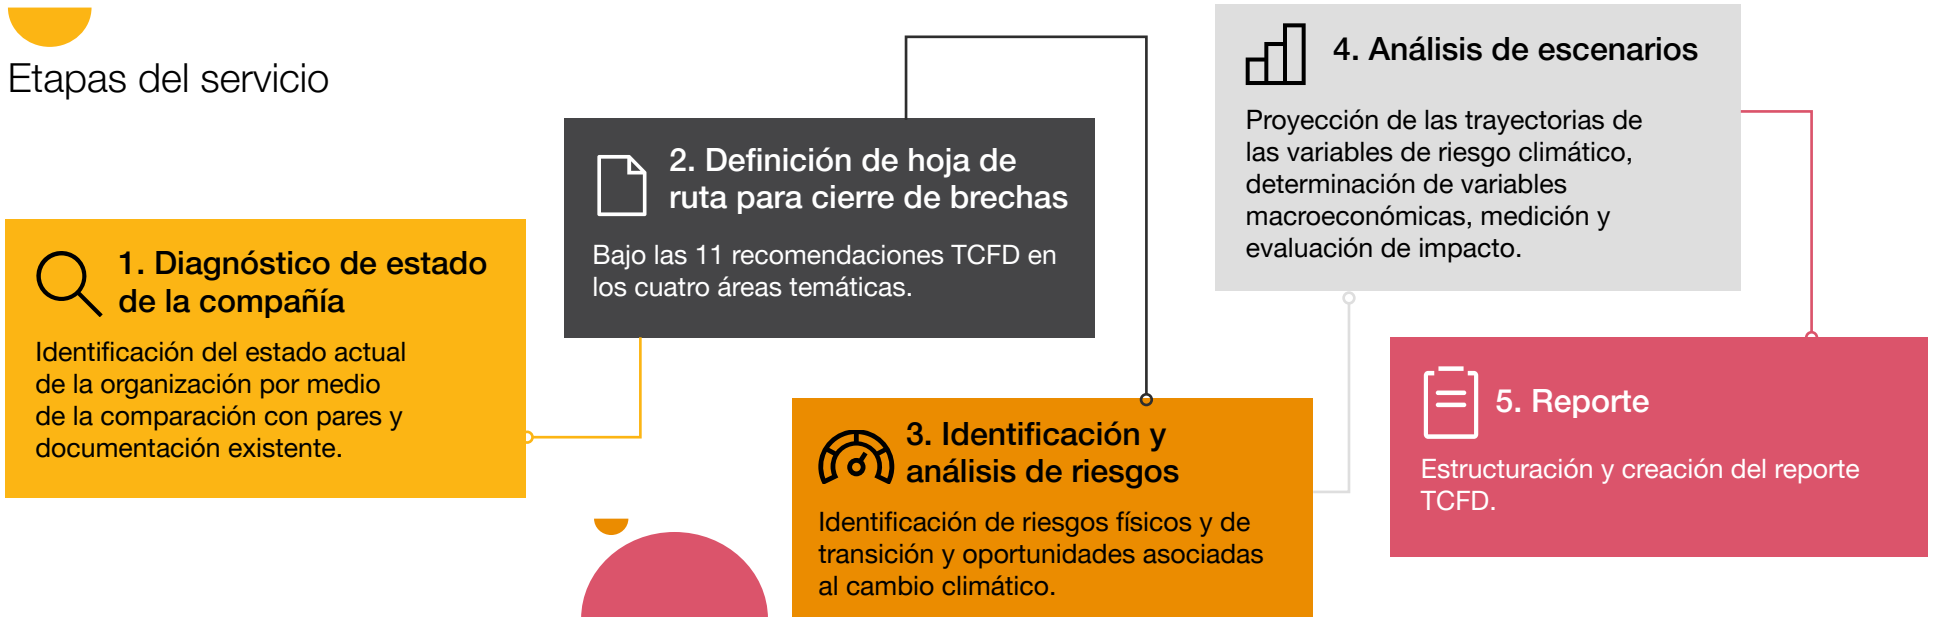 Etapas del servicio
1. Diagnóstico de estado
de la compañía
Identificación del estado actual
de la organización por medio
de la comparación con pares y
documentación existente.
2. Definición de hoja de
ruta para cierre de brechas
Bajo las 11 recomendaciones TCFD en
los cuatro áreas temáticas.
3. Identificación y
análisis de riesgos
Identificación de riesgos físicos y de
transición y oportunidades asociadas
al cambio climático.
4. Análisis de escenarios
Proyección de las trayectorias de
las variables de riesgo climático,
determinación de variables
macroeconómicas, medición y
evaluación de impacto.
5. Reporte
Estructuración y creación del reporte
TCFD.